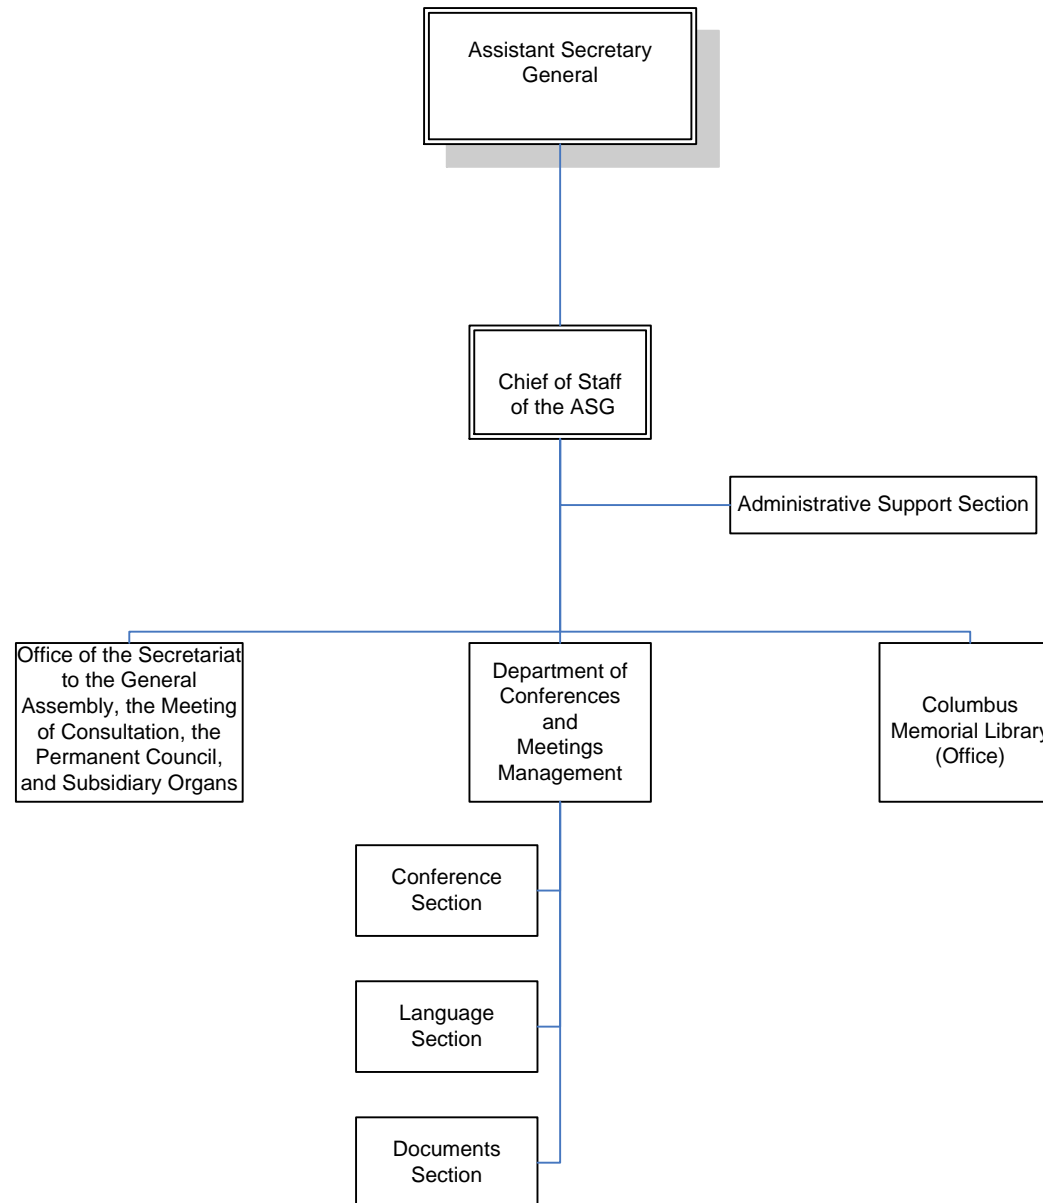 Assistant Secretary
General
Chief of Staff
of the ASG
Administrative Support Section
Office of the Secretariat
to the General
Assembly, the Meeting
of Consultation, the
Permanent Council,
and Subsidiary Organs
Department of
Conferences
and
Meetings
Management
Columbus
Memorial Library
(Office)
Conference
Section
Language
Section
Documents
Section